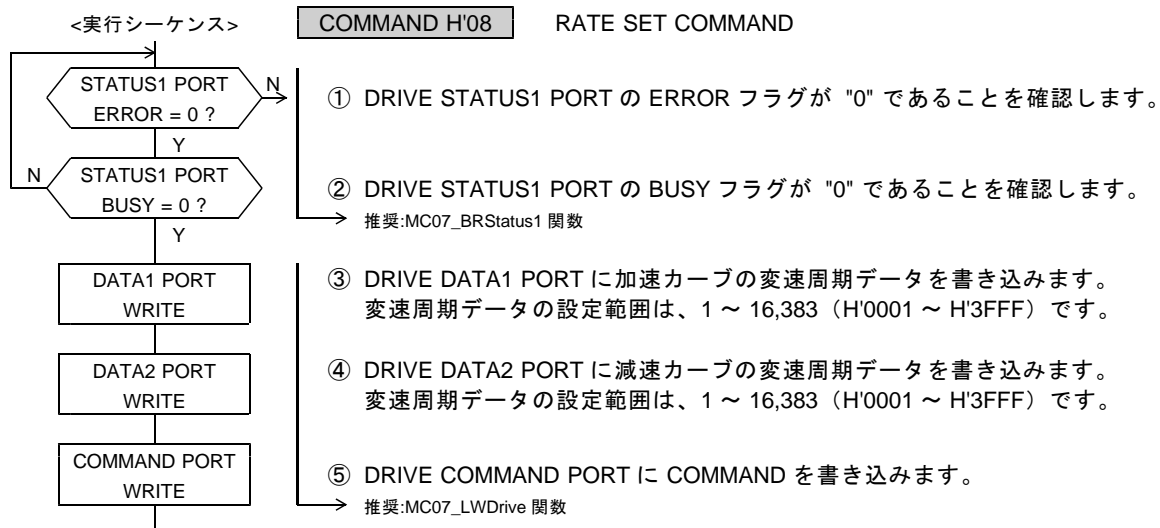 <実行シーケンス>
COMMAND H'08 RATE SET COMMAND
STATUS1 PORT
ERROR = 0 ?
N
Y
① DRIVE STATUS1 PORT の ERROR フラグが "0" であることを確認します。
N
STATUS1 PORT
BUSY = 0 ?
Y
② DRIVE STATUS1 PORT の BUSY フラグが "0" であることを確認します。
推奨:MC07_BRStatus1 関数
DATA1 PORT
WRITE
③ DRIVE DATA1 PORT に加速カーブの変速周期データを書き込みます。
変速周期データの設定範囲は、1 ~ 16,383（H'0001 ~ H'3FFF）です。
DATA2 PORT
WRITE
④ DRIVE DATA2 PORT に減速カーブの変速周期データを書き込みます。
変速周期データの設定範囲は、1 ~ 16,383（H'0001 ~ H'3FFF）です。
COMMAND PORT
WRITE
⑤ DRIVE COMMAND PORT に COMMAND を書き込みます。
推奨:MC07_LWDrive 関数